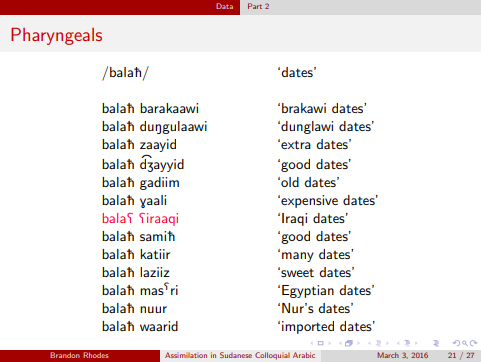 Data Part 2
Pharyngeals
/balaħ/ ‘dates’
balaħ barakaawi ‘brakawi dates’
balaħ duŋgulaawi ‘dunglawi dates’
balaħ zaayid ‘extra dates’
balaħ d͡ʒayyid ‘good dates’
balaħ gadiim ‘old dates’
balaħ ɣaali ‘expensive dates’
balaʕ ʕiraaqi ‘Iraqi dates’
balaħ samiħ ‘good dates’
balaħ katiir ‘many dates’
balaħ laziiz ‘sweet dates’
balaħ masˤri ‘Egyptian dates’
balaħ nuur ‘Nur’s dates’
balaħ waarid ‘imported dates’
Brandon Rhodes Assimilation in Sudanese Colloquial Arabic March 3, 2016 21 / 27